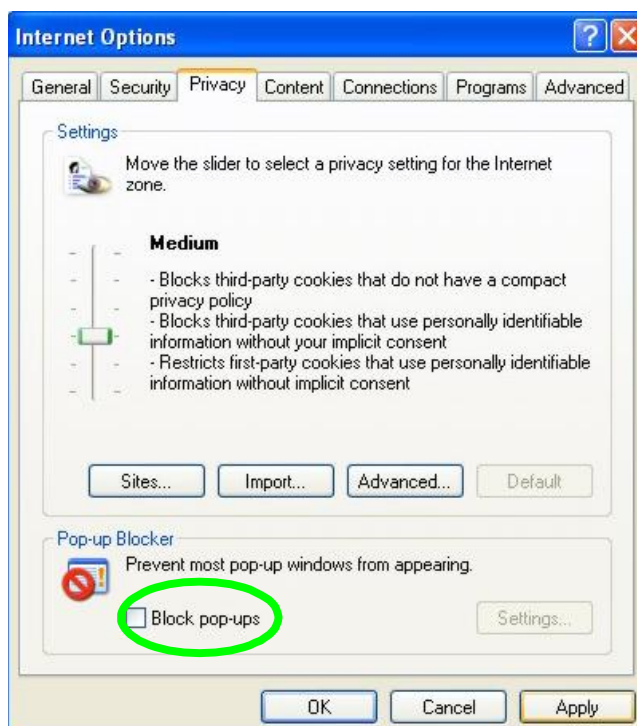 Internet Options
General Security Privacy Content Connections Programs Advanced
Settings
Move the slider to select a privacy setting for the Internet
zone.
Medium
- Blocks third-party cookies that do not have a compact
privacy policy
- Blocks third-party cookies that use personally identifiable
information without your implicit consent
- Restricts first-party cookies that use personally identifiable
information without implicit consent
Sites... Import... Advanced... Default
Pop-up Blocker
Prevent most pop-up windows from appearing.
Block pop-ups Settings...
OK Cancel Apply